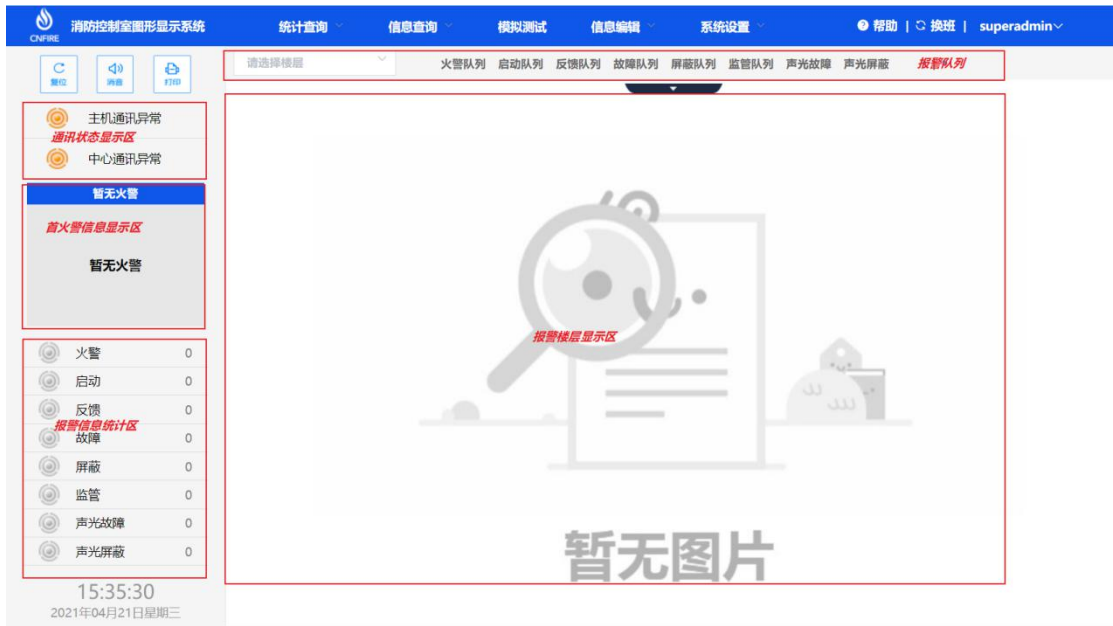 CNFIRE 消防控制室图形显示系统 统计查询 信息查询 模拟测试 信息编辑 系统设置 帮助 | 换班 | superadmin
复位 消音 打印
请选择楼层 火警队列 启动队列 反馈队列 故障队列 屏蔽队列 监管队列 声光故障 声光屏蔽 报警队列
主机通讯异常
通讯状态显示区
中心通讯异常
暂无火警
首火警信息显示区
暂无火警
报警楼层显示区
火警 0
启动 0
反馈 0
报警信息统计区
故障 0
屏蔽 0
监管 0
声光故障 0
声光屏蔽 0
暂无图片
15:35:30
2021年04月21日星期三